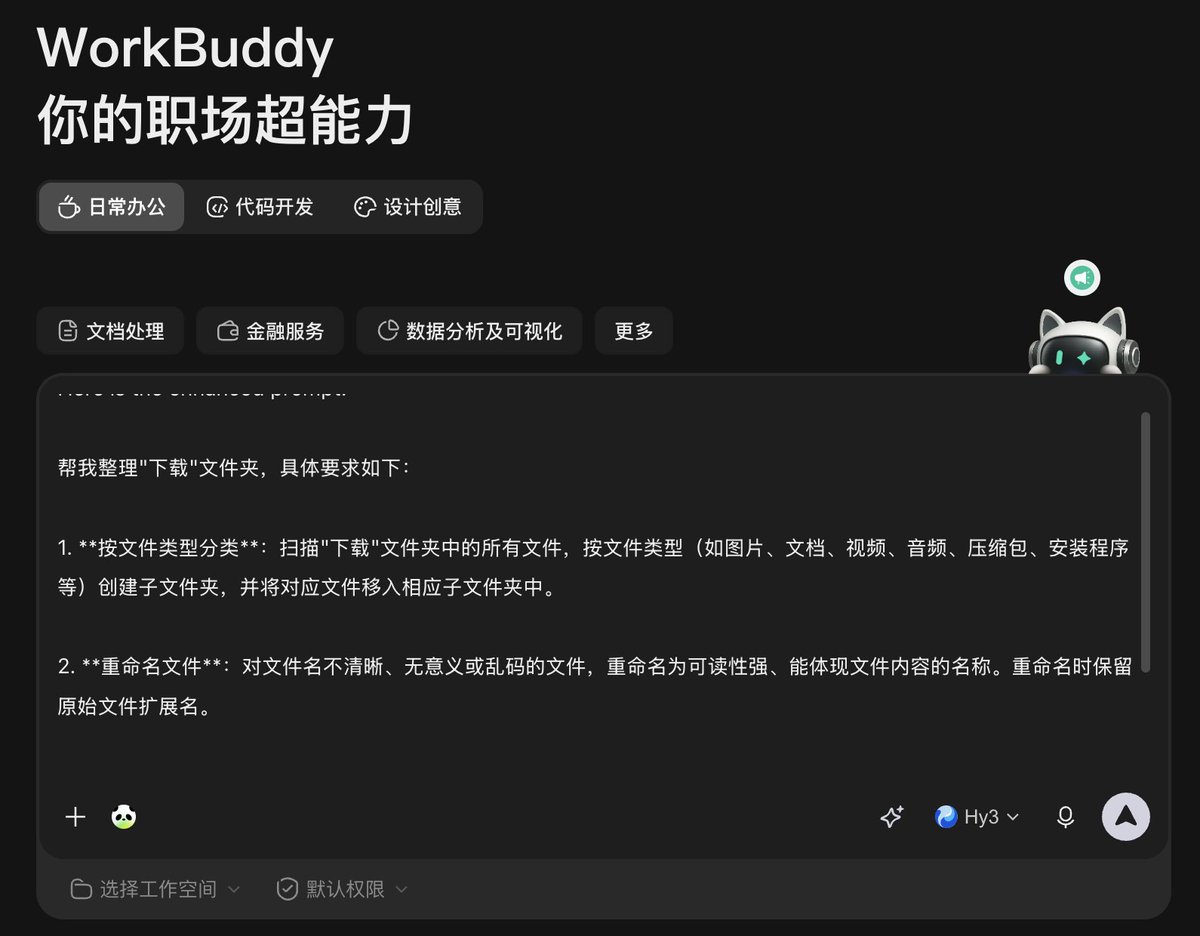 WorkBuddy
你的职场超能力
日常办公
代码开发
设计创意
文档处理
金融服务
数据分析及可视化
更多
Here is the enhanced prompt:
帮我整理"下载"文件夹，具体要求如下：
1. **按文件类型分类**：扫描"下载"文件夹中的所有文件，按文件类型（如图片、文档、视频、音频、压缩包、安装程序
等）创建子文件夹，并将对应文件移入相应子文件夹中。
2. **重命名文件**：对文件名不清晰、无意义或乱码的文件，重命名为可读性强、能体现文件内容的名称。重命名时保留
原始文件扩展名。
Hy3
选择工作空间
默认权限